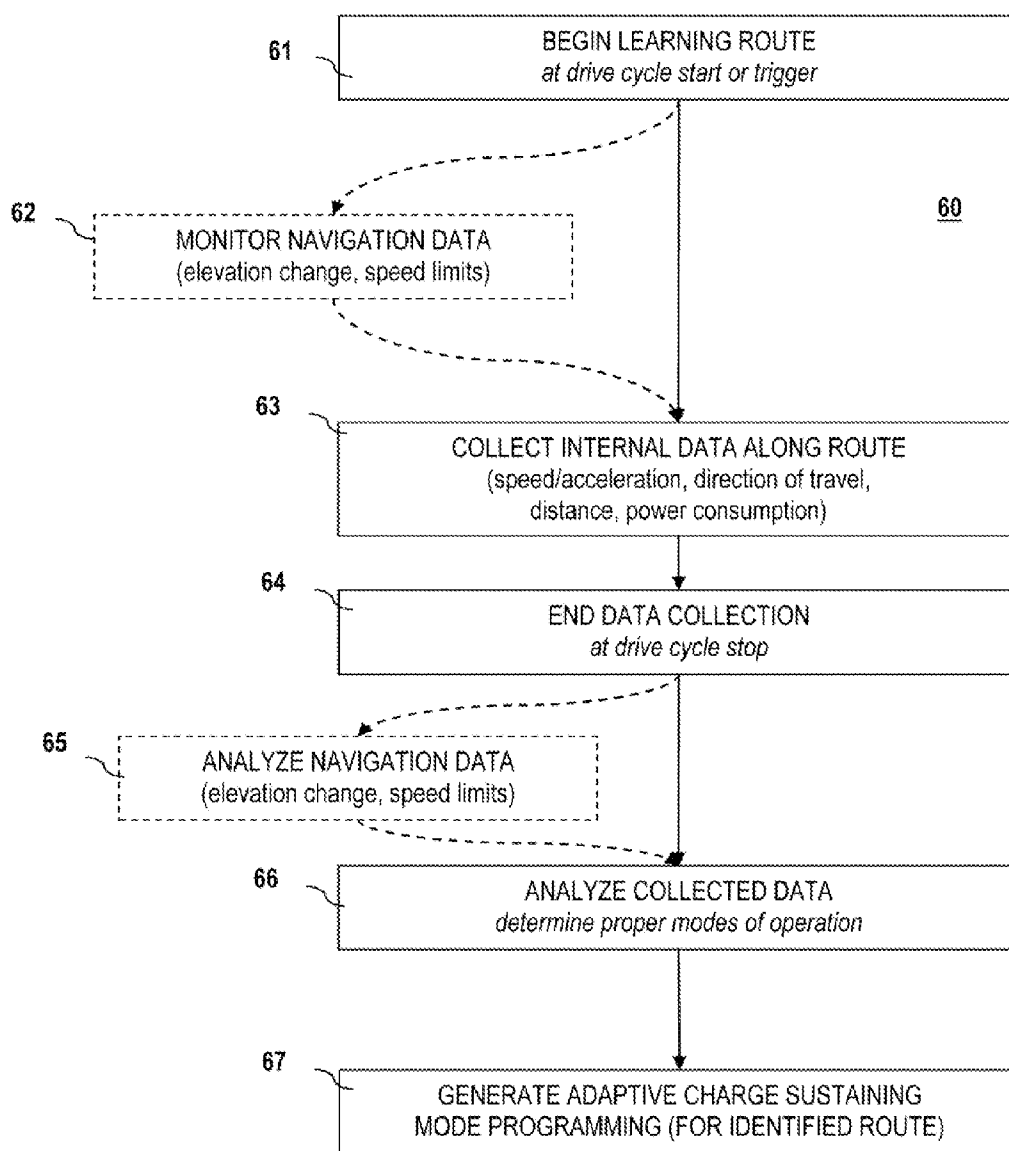 61
BEGIN LEARNING ROUTE
at drive cycle start or trigger
62
MONITOR NAVIGATION DATA
(elevation change, speed limits)
60
63
COLLECT INTERNAL DATA ALONG ROUTE
(speed/acceleration, direction of travel,
distance, power consumption)
64
END DATA COLLECTION
at drive cycle stop
65
ANALYZE NAVIGATION DATA
(elevation change, speed limits)
66
ANALYZE COLLECTED DATA
determine proper modes of operation
67
GENERATE ADAPTIVE CHARGE SUSTAINING
MODE PROGRAMMING (FOR IDENTIFIED ROUTE)